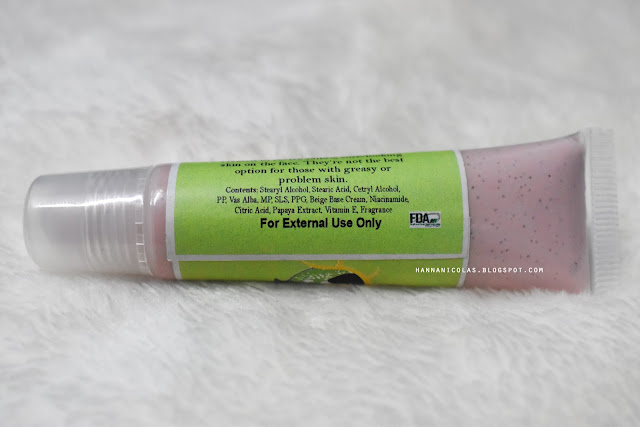 skin on the face. They're not the best
option for those with greasy or
problem skin.
Contents: Stearyl Alcohol, Stearic Acid, Cetryl Alcohol,
PP, Vas Alba, MP, SLS, PPG, Beige Base Cream, Niacinamide,
Citric Acid, Papaya Extract, Vitamin E, Fragrance
For External Use Only
FDA
HANNANICOLAS.BLOGSPOT.COM